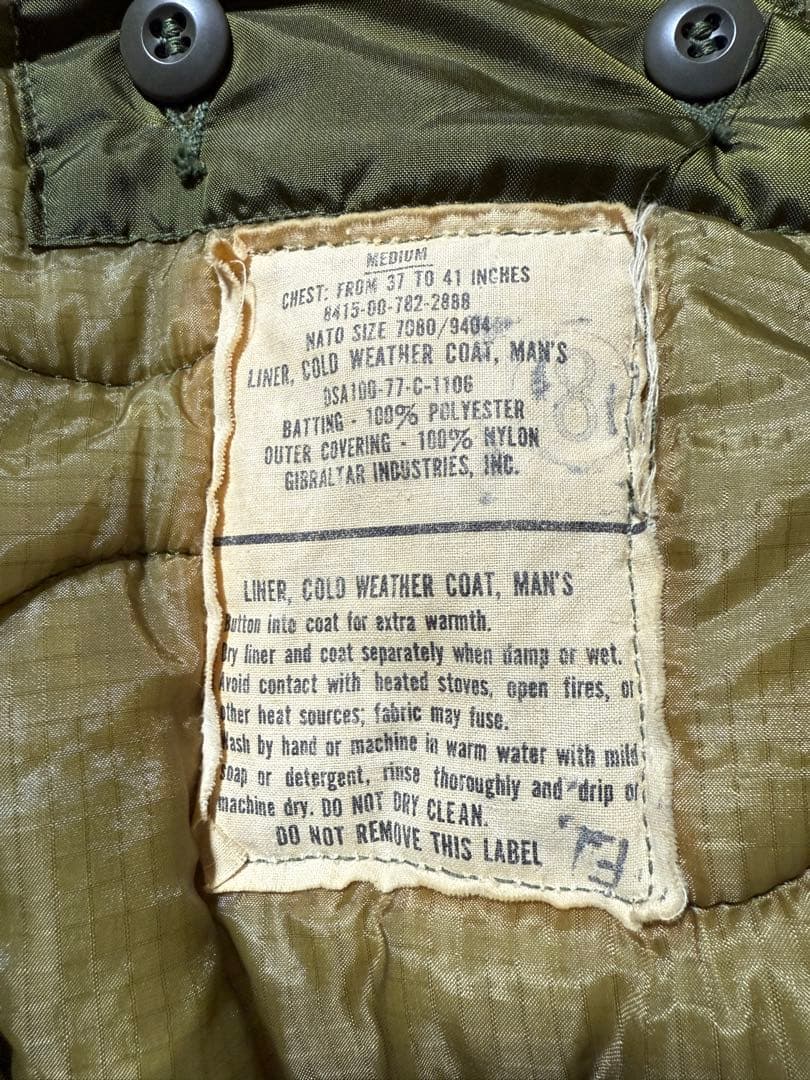 MEDIUM
CHEST: FROM 37 TO 41 INCHES
8415-00-782-2888
NATO SIZE 7080/9404
LINER, COLD WEATHER COAT, MAN'S
DSA100-77-C-1106
BATTING - 100% POLYESTER
OUTER COVERING - 100% NYLON
GIBRALTAR INDUSTRIES, INC.
8
LINER, COLD WEATHER COAT, MAN'S
Button into coat for extra warmth.
Dry liner and coat separately when damp or wet.
Avoid contact with heated stoves, open fires, or
other heat sources; fabric may fuse.
Wash by hand or machine in warm water with mild
soap or detergent, rinse thoroughly and drip or
machine dry. DO NOT DRY CLEAN.
DO NOT REMOVE THIS LABEL